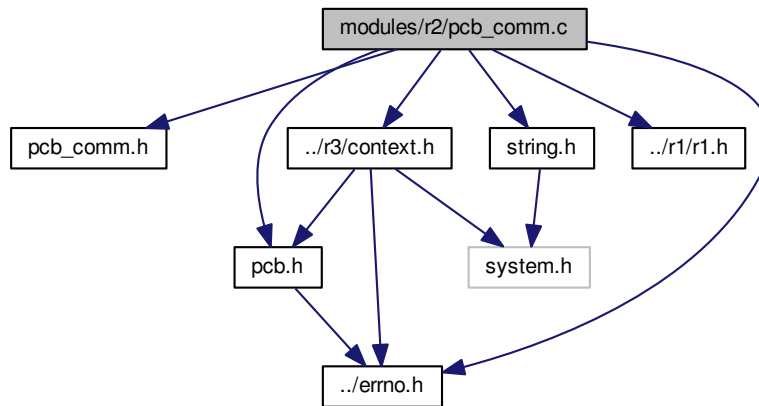 modules/r2/pcb_comm.c
pcb_comm.h
../r3/context.h
string.h
../r1/r1.h
pcb.h
system.h
../errno.h